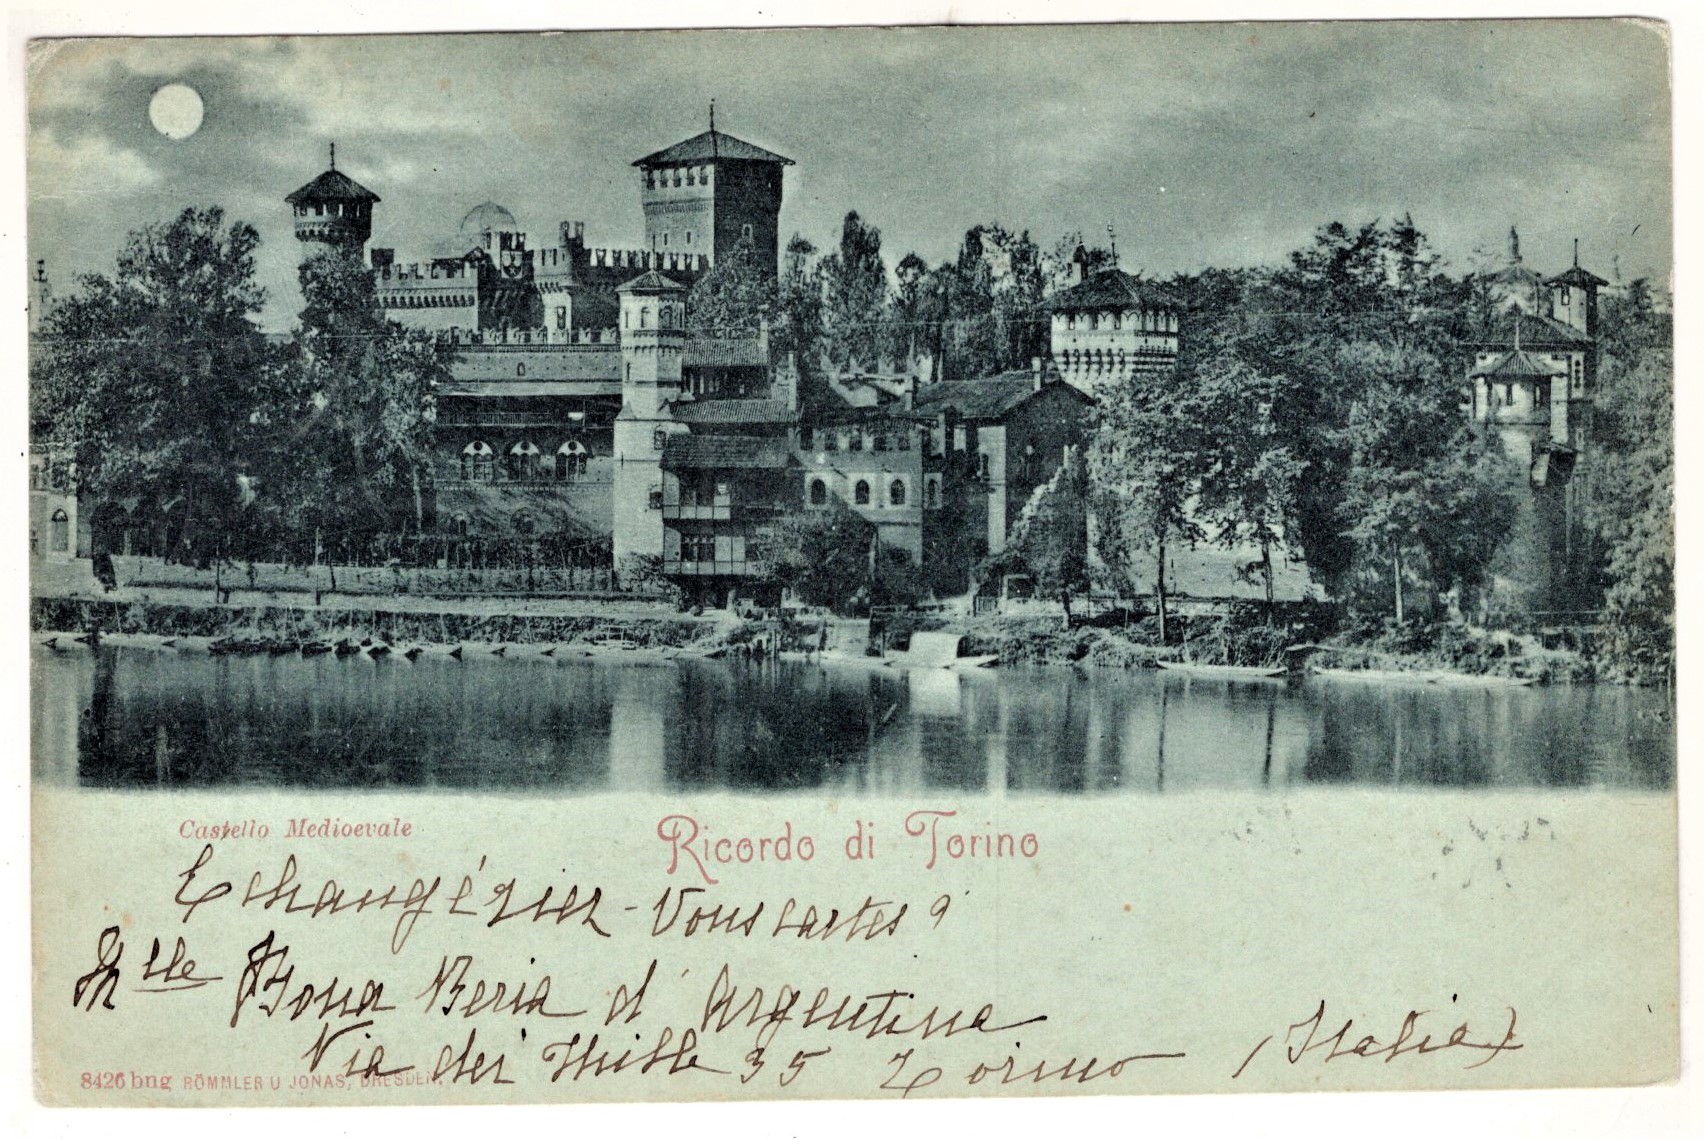 Castello Medioevale
Ricordo di Torino
Echangériez-Vous cartes?
Mlle Bona Beria d'Argentina
Via dei Mille 35 Torino (Italia)
8426 bng RÖMMLER U JONAS, DRESDEN.